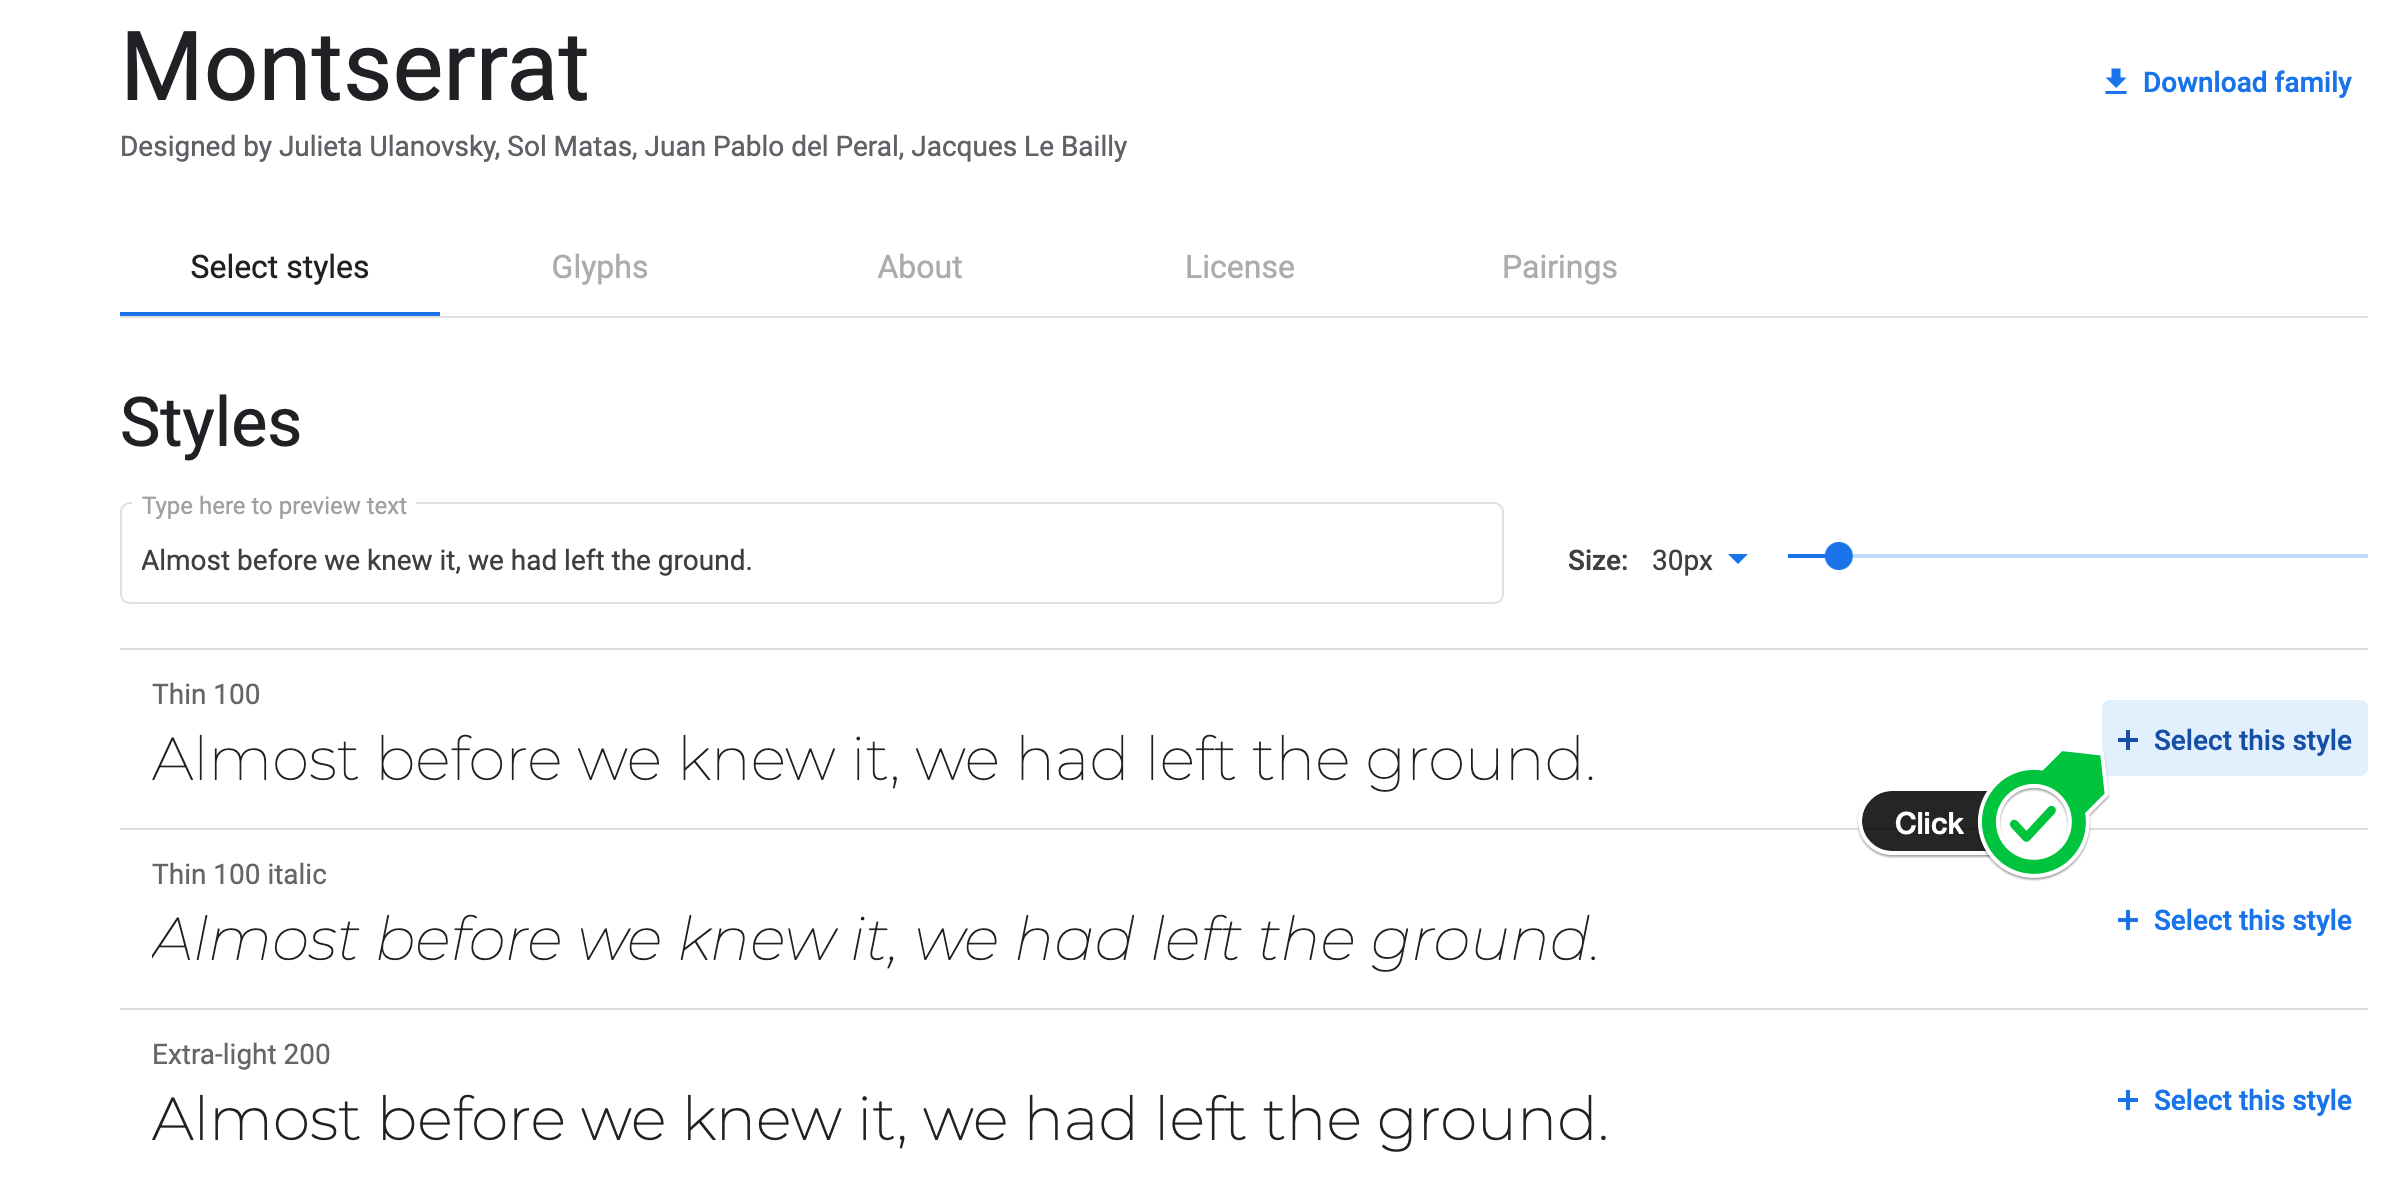 Montserrat
Download family
Designed by Julieta Ulanovsky, Sol Matas, Juan Pablo del Peral, Jacques Le Bailly
Select styles
Glyphs
About
License
Pairings
Styles
Type here to preview text
Almost before we knew it, we had left the ground.
Size: 30px
Thin 100
Almost before we knew it, we had left the ground.
+ Select this style
Click
Thin 100 italic
Almost before we knew it, we had left the ground.
+ Select this style
Extra-light 200
Almost before we knew it, we had left the ground.
+ Select this style